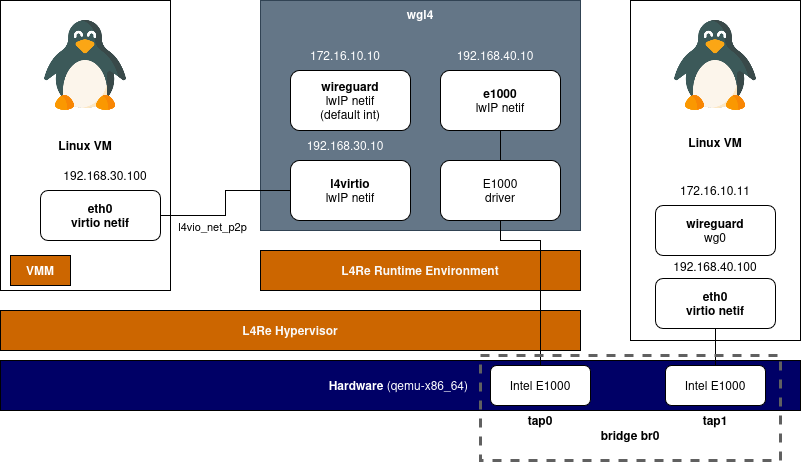 wgl4
172.16.10.10
192.168.40.10
wireguard
lwIP netif
(default int)
e1000
lwIP netif
Linux VM
Linux VM
192.168.30.10
192.168.30.100
l4virtio
lwIP netif
E1000
driver
172.16.10.11
eth0
virtio netif
l4vio_net_p2p
wireguard
wg0
VMM
L4Re Runtime Environment
192.168.40.100
eth0
virtio netif
L4Re Hypervisor
Hardware (qemu-x86_64)
Intel E1000
Intel E1000
tap0
tap1
bridge br0